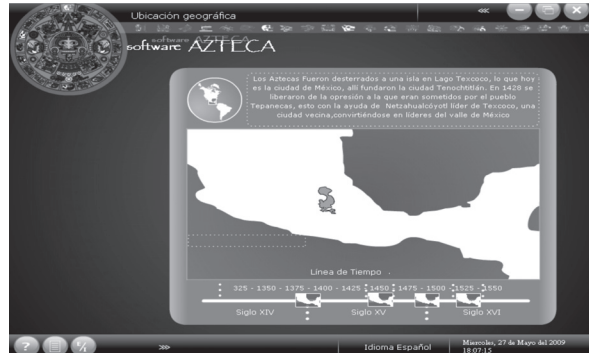 Ubicación geográfica
software AZTECA
software AZTECA
Los Aztecas Fueron desterrados a una isla en Lago Texcoco, lo que hoy
es la ciudad de México, allí fundaron la ciudad Tenochtitlán. En 1428 se
liberaron de la opresión a la que eran sometidos por el pueblo
Tepanecas, esto con la ayuda de Netzahualcóyotl líder de Texcoco, una
ciudad vecina,convirtiéndose en líderes del valle de México
Linea de Tiempo
325 - 1350 - 1375 - 1400 - 1425 1450 1475 - 1500 -1525 -1550
Siglo XIV Siglo XV Siglo XVI
Idioma Español
Miercoles, 27 de Mayo del 2009
18:07:15